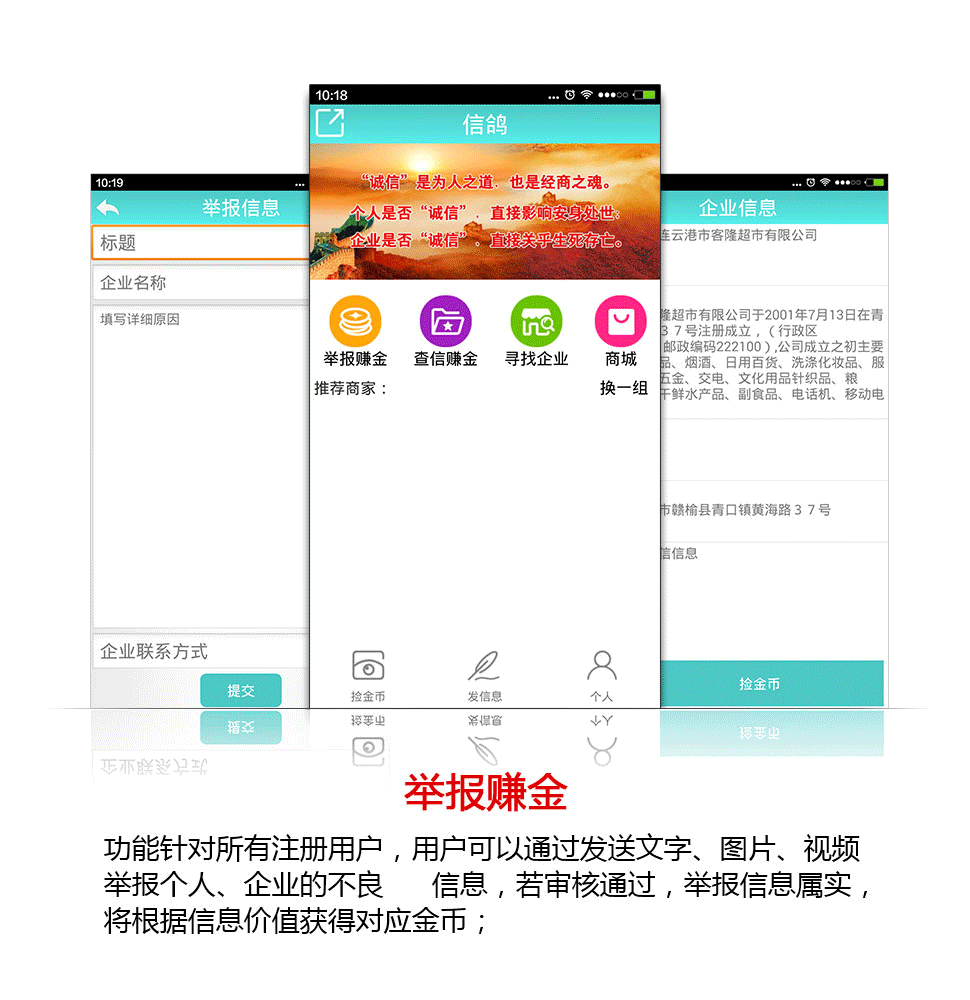 10:19
举报信息
标题
企业名称
填写详细原因
企业联系方式
提交
10:18
信鸽
“诚信”是为人之道、也是经商之魂。
个人是否“诚信”、直接影响安身处世；
企业是否“诚信”、直接关乎生死存亡。
举报赚金
查信赚金
寻找企业
商城
推荐商家：
换一组
捡金币
发信息
个人
企业信息
连云港市客隆超市有限公司
隆超市有限公司于2001年7月13日在青
３７号注册成立，（行政区
邮政编码222100）,公司成立之初主要
品、烟酒、日用百货、洗涤化妆品、服
五金、交电、文化用品针织品、粮
干鲜水产品、副食品、电话机、移动电
市赣榆县青口镇黄海路３７号
信信息
捡金币
举报赚金
功能针对所有注册用户，用户可以通过发送文字、图片、视频
举报个人、企业的不良 信息，若审核通过，举报信息属实，
将根据信息价值获得对应金币；